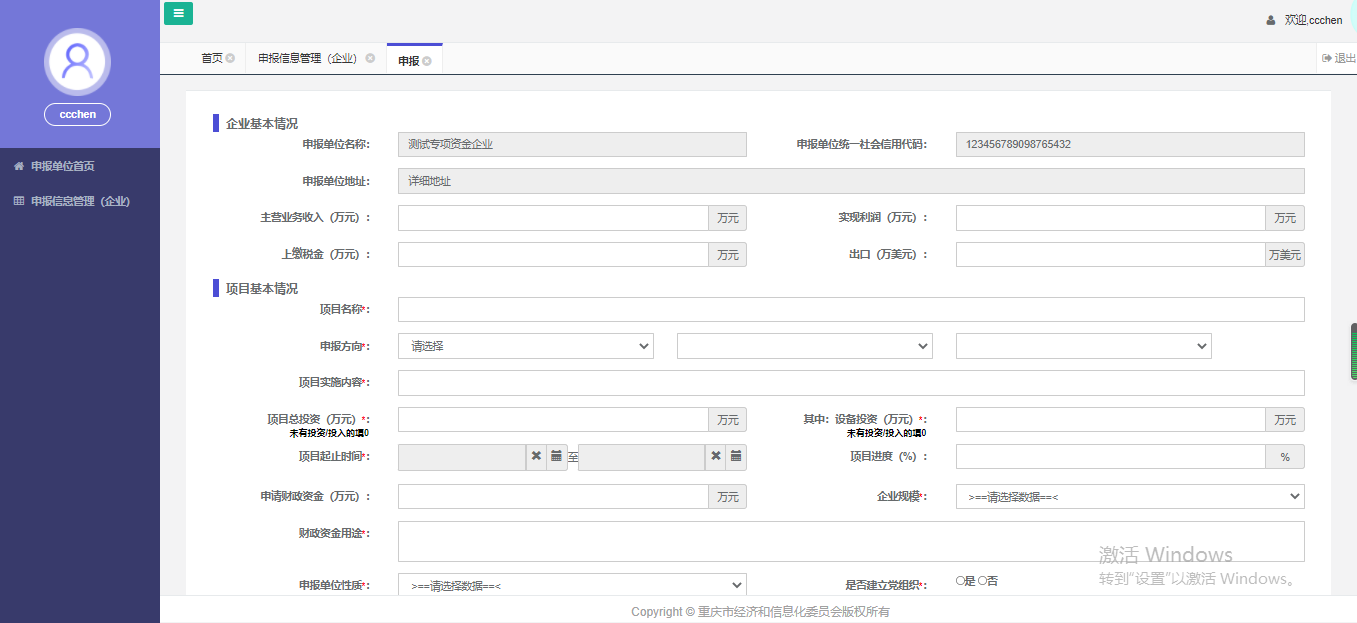 欢迎,ccchen
ccchen
申报单位首页
申报信息管理（企业）
首页 申报信息管理（企业） 申报 退出
企业基本情况
申报单位名称： 测试专项资金企业 申报单位统一社会信用代码： 123456789098765432
申报单位地址： 详细地址
主营业务收入（万元）： 万元 实现利润（万元）： 万元
上缴税金（万元）： 万元 出口（万美元）： 万美元
项目基本情况
项目名称*：
申报方向*： 请选择
项目实施内容*：
项目总投资（万元）*： 万元 其中：设备投资（万元）*： 万元
未有投资/投入的填0 未有投资/投入的填0
项目起止时间*： 至 项目进度（%）： %
申请财政资金（万元）： 万元 企业规模*： >==请选择数据==<
财政资金用途*：
申报单位性质*： >==请选择数据==< 是否建立党组织*： 是 否
激活 Windows
转到“设置”以激活 Windows。
Copyright © 重庆市经济和信息化委员会版权所有